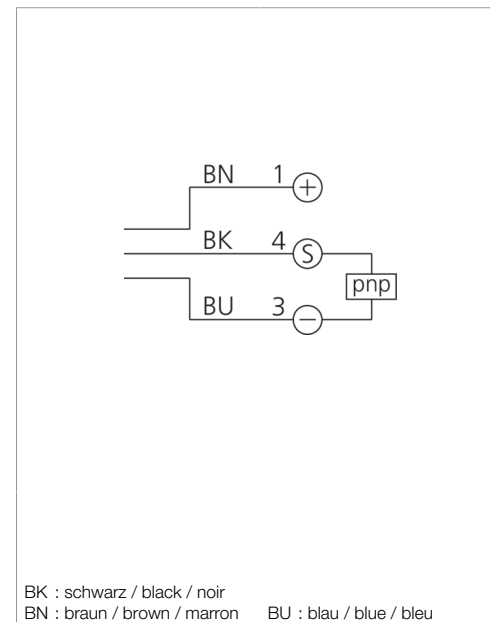 BN 1 +
BK 4 S
pnp
BU 3 −
BK : schwarz / black / noir
BN : braun / brown / marron BU : blau / blue / bleu